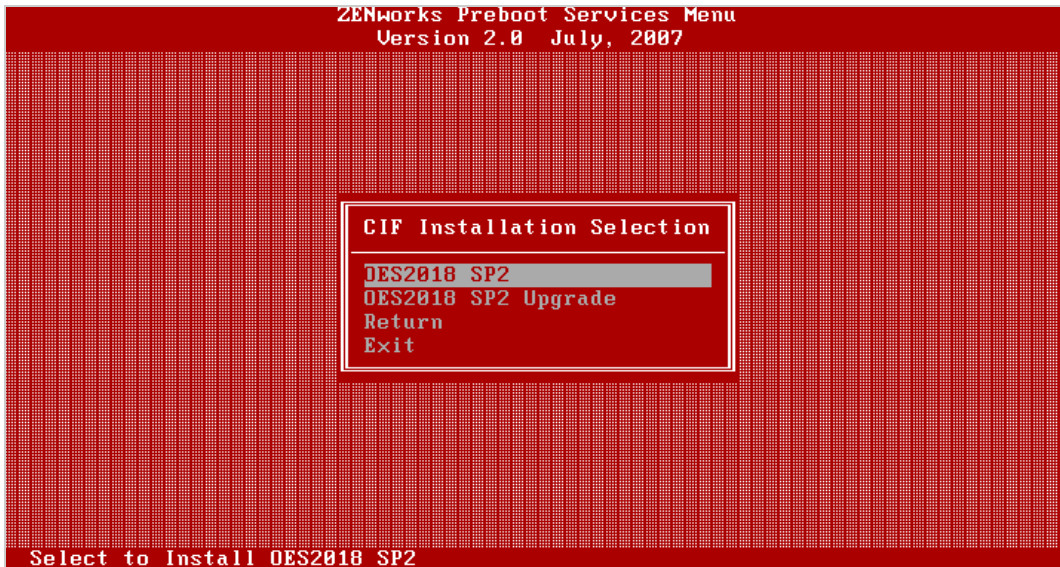 ZENworks Preboot Services Menu
Version 2.0 July, 2007
CIF Installation Selection
OES2018 SP2
OES2018 SP2 Upgrade
Return
Exit
Select to Install OES2018 SP2